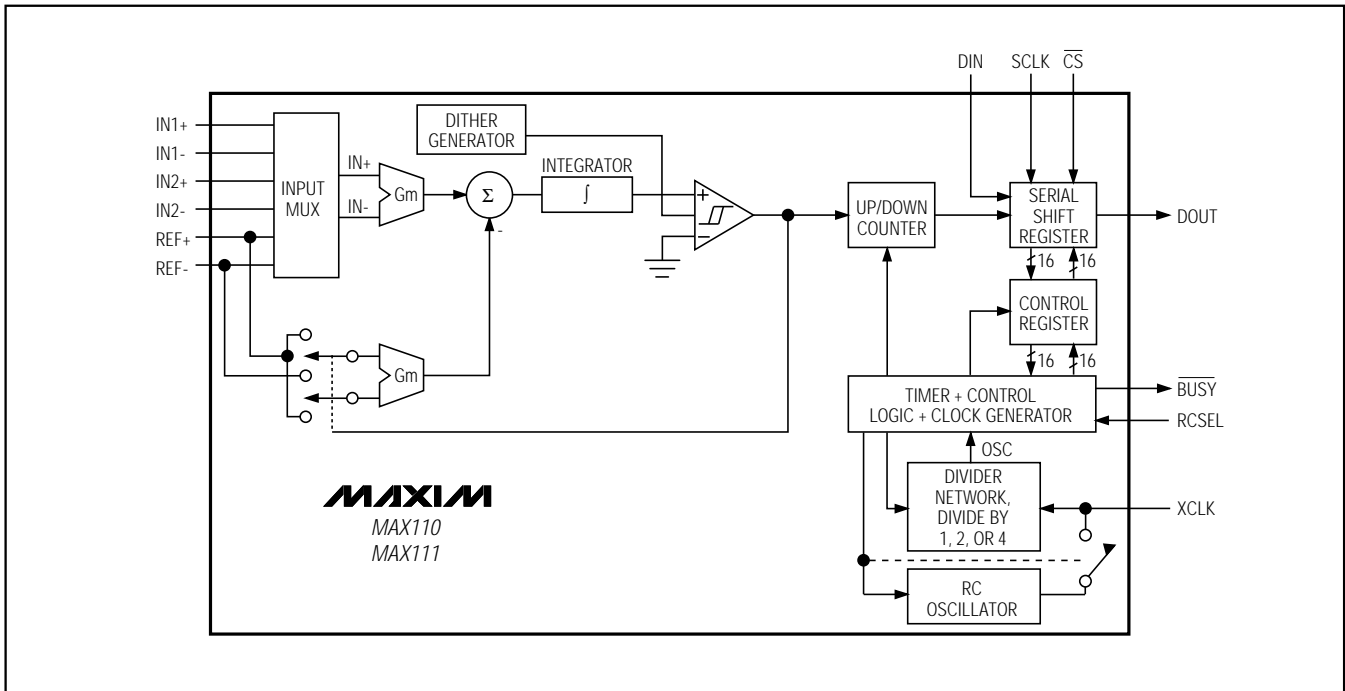 DIN SCLK C̅S̅
IN1+
IN1-
IN2+
IN2-
REF+
REF-
INPUT
MUX
IN+
IN-
Gm
DITHER
GENERATOR
Σ
-
INTEGRATOR
∫
+
-
UP/DOWN
COUNTER
SERIAL
SHIFT
REGISTER
DOUT
16 16
CONTROL
REGISTER
16 16
Gm
TIMER + CONTROL
LOGIC + CLOCK GENERATOR
B̅U̅S̅Y̅
RCSEL
OSC
DIVIDER
NETWORK,
DIVIDE BY
1, 2, OR 4
XCLK
RC
OSCILLATOR
MAXIM
MAX110
MAX111